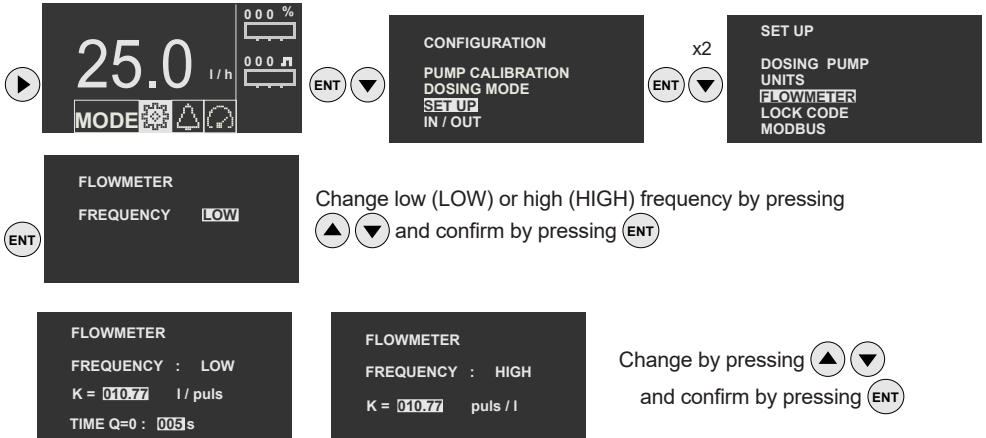 25.0 l / h
000 %
000
MODE
ENT
CONFIGURATION
PUMP CALIBRATION
DOSING MODE
SET UP
IN / OUT
x2
ENT
SET UP
DOSING PUMP
UNITS
FLOWMETER
LOCK CODE
MODBUS
ENT
FLOWMETER
FREQUENCY LOW
Change low (LOW) or high (HIGH) frequency by pressing
and confirm by pressing ENT
FLOWMETER
FREQUENCY : LOW
K = 010.77 l / puls
TIME Q=0 : 005 s
FLOWMETER
FREQUENCY : HIGH
K = 010.77 puls / l
Change by pressing
and confirm by pressing ENT